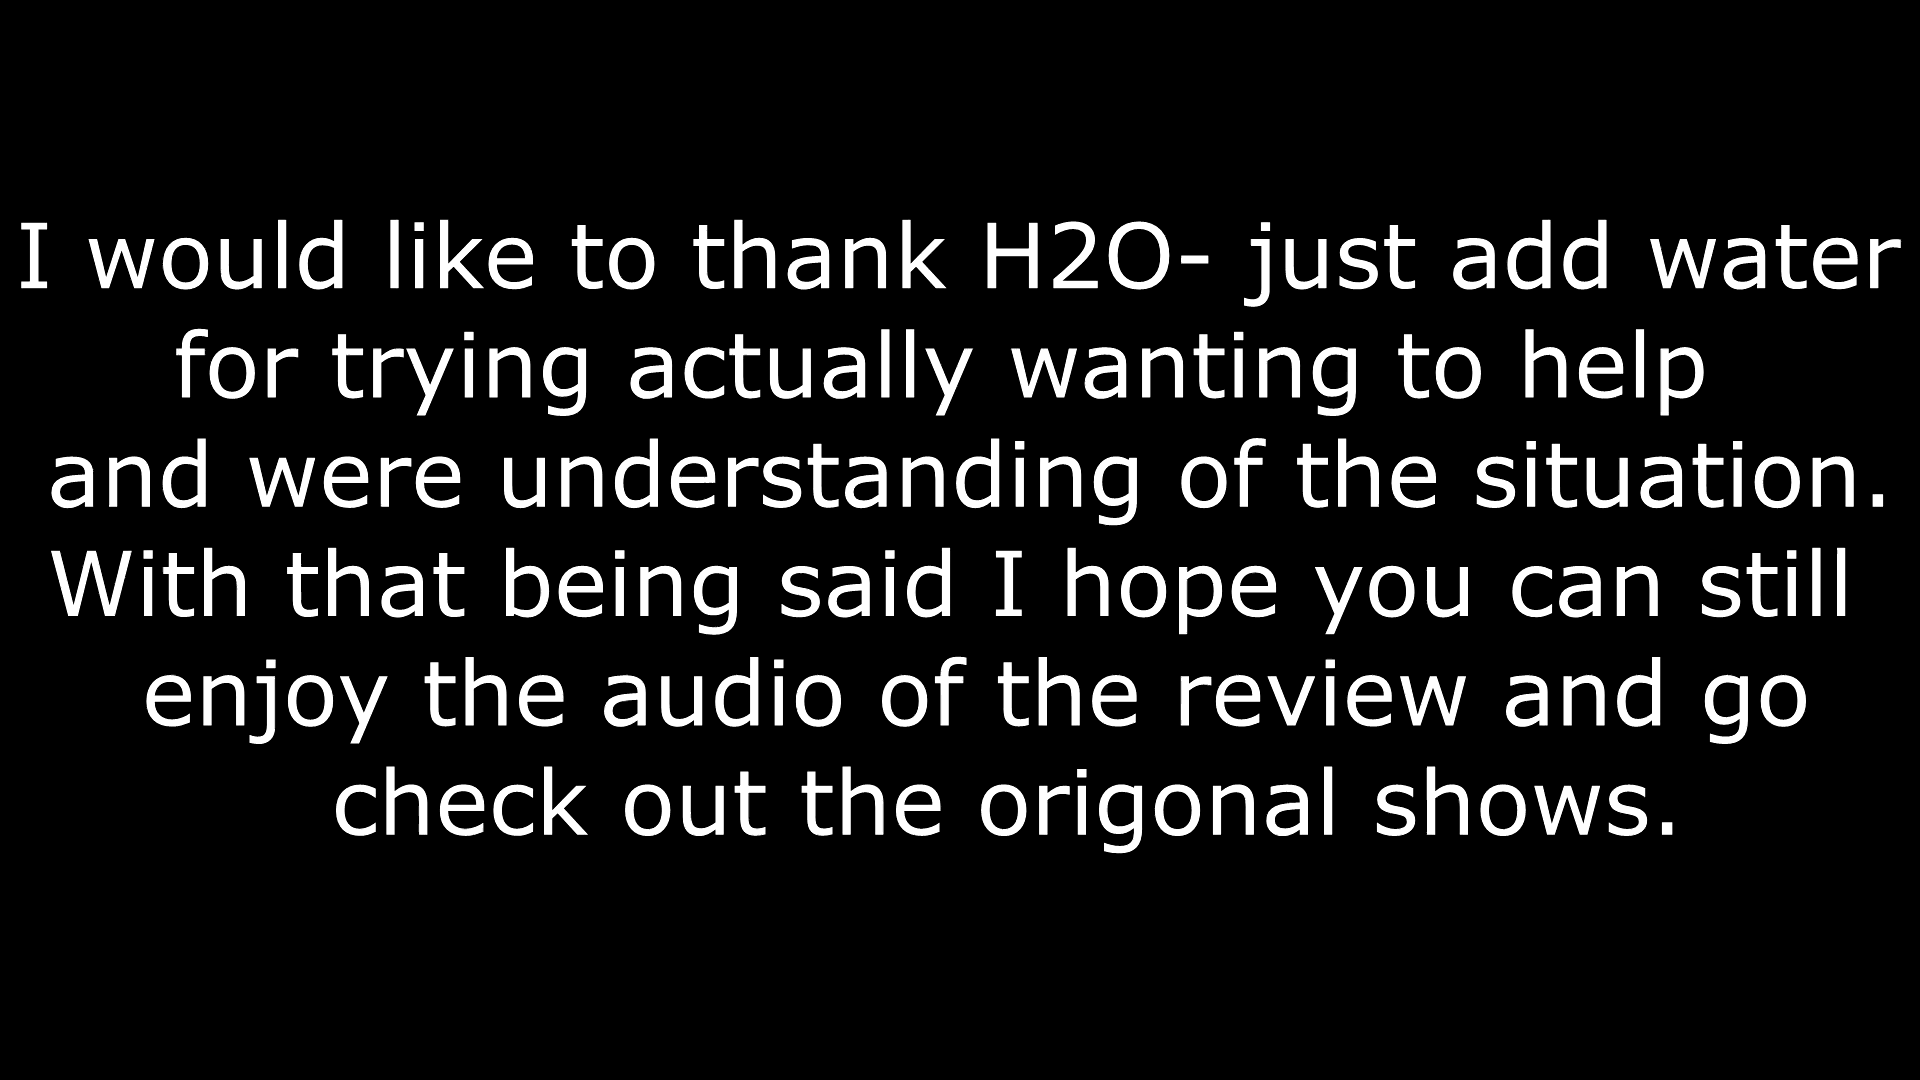 I would like to thank H2O- just add water
for trying actually wanting to help
and were understanding of the situation.
With that being said I hope you can still
enjoy the audio of the review and go
check out the origonal shows.